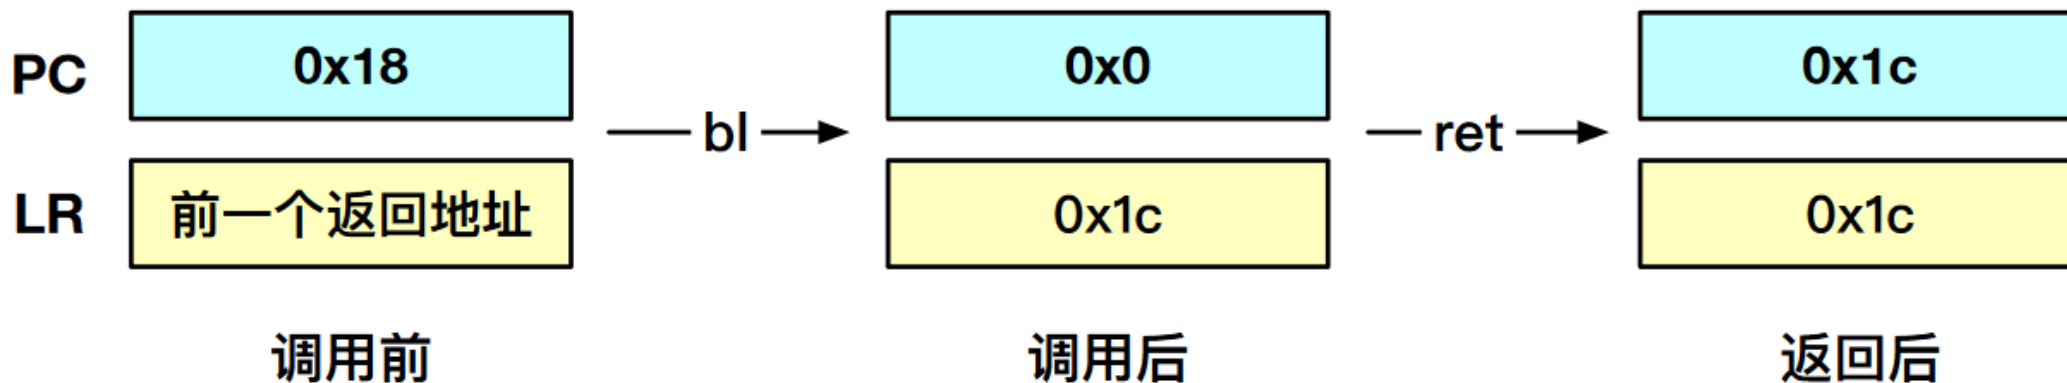 PC 0x18 0x0 0x1c
bl ret
LR 前一个返回地址 0x1c 0x1c
调用前 调用后 返回后